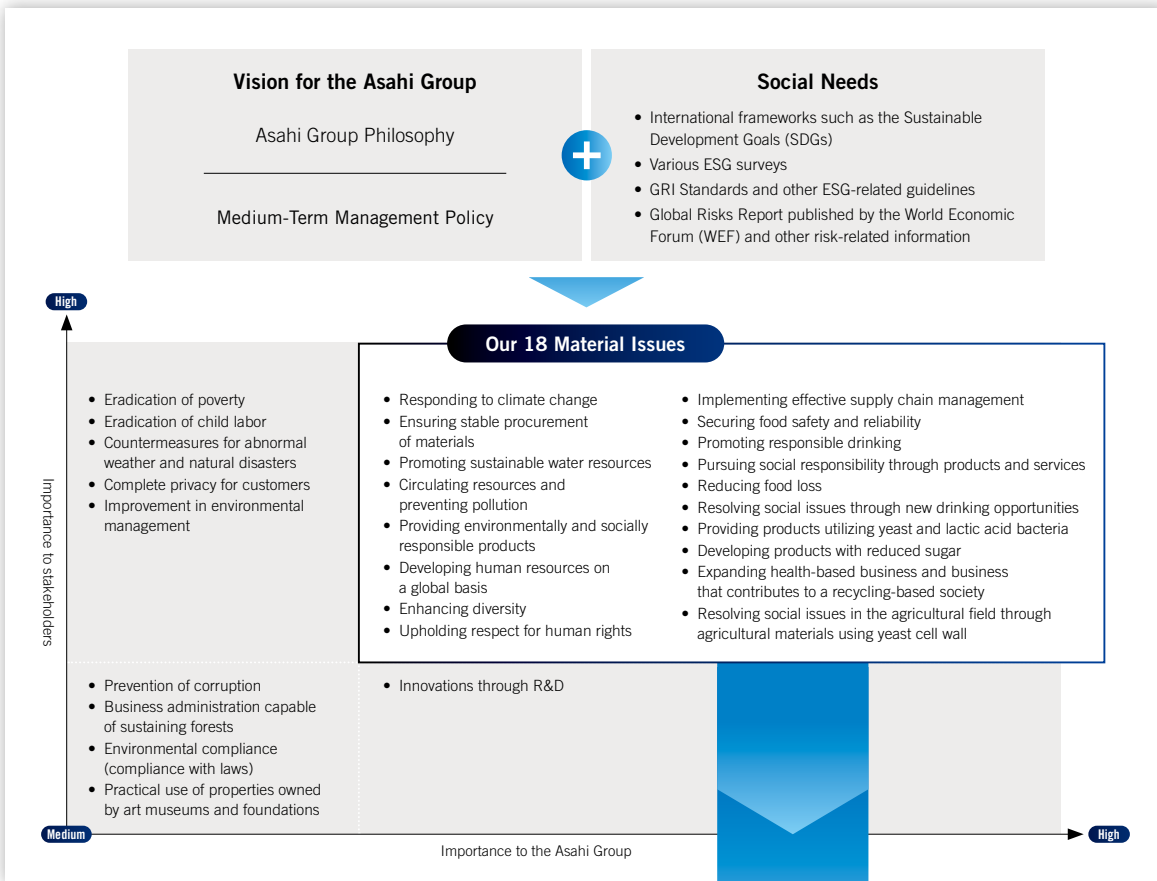 Vision for the Asahi Group
Asahi Group Philosophy
Medium-Term Management Policy
Social Needs
• International frameworks such as the Sustainable
Development Goals (SDGs)
• Various ESG surveys
• GRI Standards and other ESG-related guidelines
• Global Risks Report published by the World Economic
Forum (WEF) and other risk-related information
High
Our 18 Material Issues
Importance to stakeholders
• Eradication of poverty
• Eradication of child labor
• Countermeasures for abnormal
weather and natural disasters
• Complete privacy for customers
• Improvement in environmental
management
• Responding to climate change
• Ensuring stable procurement
of materials
• Promoting sustainable water resources
• Circulating resources and
preventing pollution
• Providing environmentally and socially
responsible products
• Developing human resources on
a global basis
• Enhancing diversity
• Upholding respect for human rights
• Implementing effective supply chain management
• Securing food safety and reliability
• Promoting responsible drinking
• Pursuing social responsibility through products and services
• Reducing food loss
• Resolving social issues through new drinking opportunities
• Providing products utilizing yeast and lactic acid bacteria
• Developing products with reduced sugar
• Expanding health-based business and business
that contributes to a recycling-based society
• Resolving social issues in the agricultural field through
agricultural materials using yeast cell wall
• Prevention of corruption
• Business administration capable
of sustaining forests
• Environmental compliance
(compliance with laws)
• Practical use of properties owned
by art museums and foundations
• Innovations through R&D
Medium
Importance to the Asahi Group
High